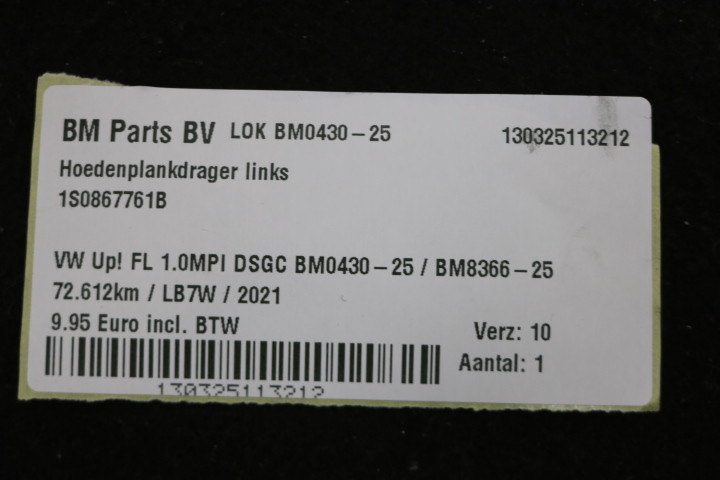 BM Parts BV LOK BM0430-25 130325113212
Hoedenplankdrager links
1S0867761B
VW Up! FL 1.0MPI DSGC BM0430-25 / BM8366-25
72.612km / LB7W / 2021
9.95 Euro incl. BTW
Verz: 10
Aantal: 1
130325113212